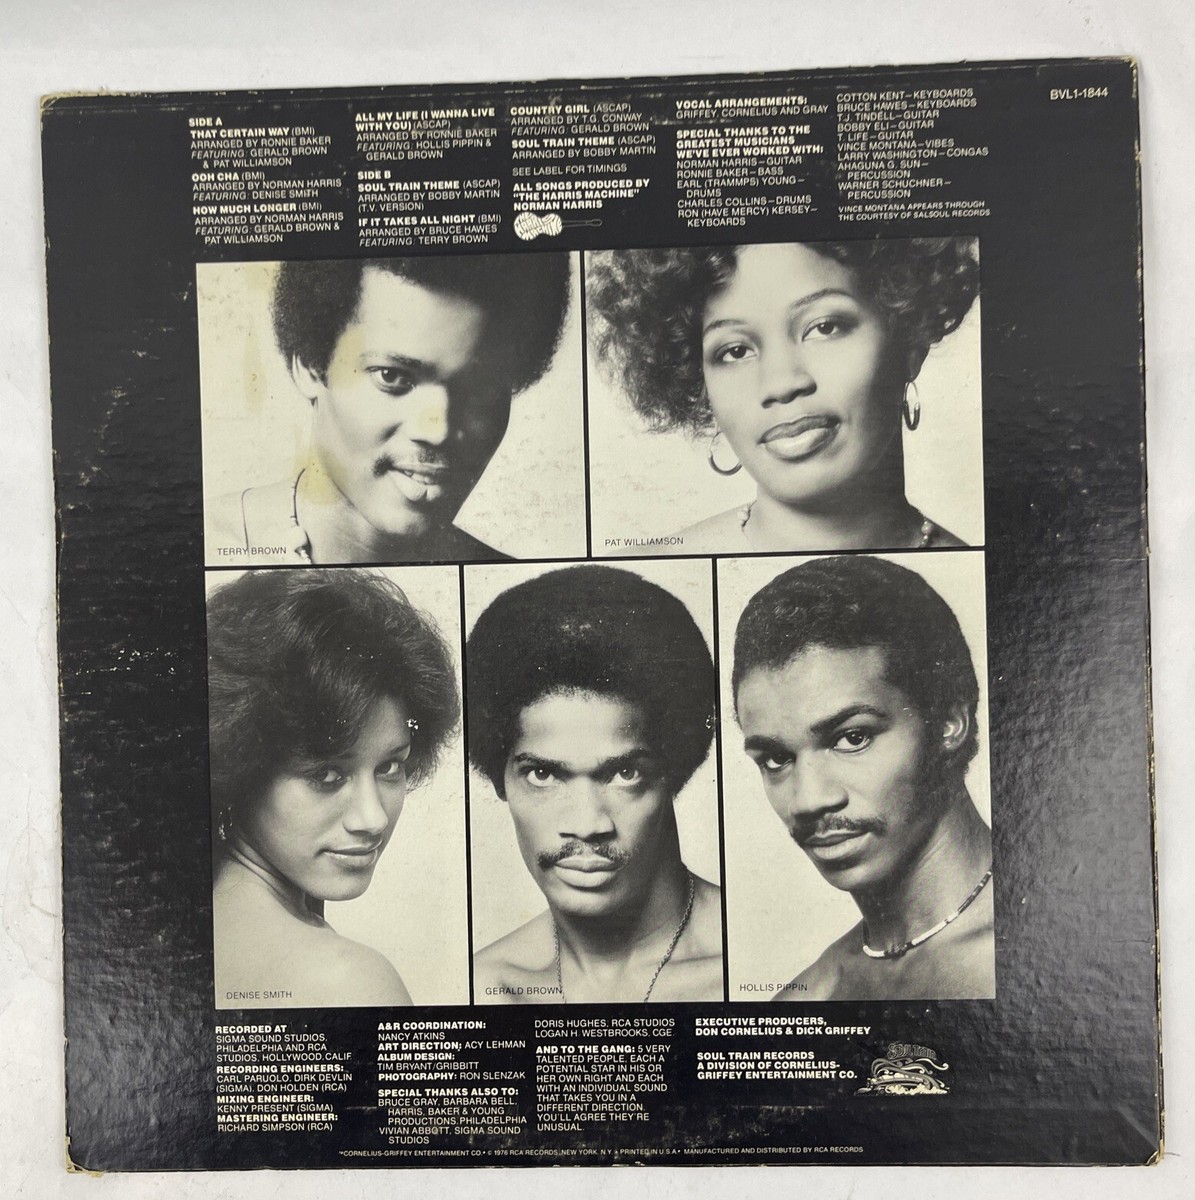 BVL1-1844
SIDE A
THAT CERTAIN WAY (BMI)
ARRANGED BY RONNIE BAKER
FEATURING: GERALD BROWN
& PAT WILLIAMSON
OOH CHA (BMI)
ARRANGED BY NORMAN HARRIS
FEATURING: DENISE SMITH
HOW MUCH LONGER (BMI)
ARRANGED BY NORMAN HARRIS
FEATURING: GERALD BROWN &
PAT WILLIAMSON
ALL MY LIFE (I WANNA LIVE
WITH YOU) (ASCAP)
ARRANGED BY RONNIE BAKER
FEATURING: HOLLIS PIPPIN &
GERALD BROWN
SIDE B
SOUL TRAIN THEME (ASCAP)
ARRANGED BY BOBBY MARTIN
(T.V. VERSION)
IF IT TAKES ALL NIGHT (BMI)
ARRANGED BY BRUCE HAWES
FEATURING: TERRY BROWN
COUNTRY GIRL (ASCAP)
ARRANGED BY T.G. CONWAY
FEATURING: GERALD BROWN
SOUL TRAIN THEME (ASCAP)
ARRANGED BY BOBBY MARTIN
SEE LABEL FOR TIMINGS
ALL SONGS PRODUCED BY
"THE HARRIS MACHINE"
NORMAN HARRIS
VOCAL ARRANGEMENTS:
GRIFFEY, CORNELIUS AND GRAY
SPECIAL THANKS TO THE
GREATEST MUSICIANS
WE'VE EVER WORKED WITH:
NORMAN HARRIS–GUITAR
RONNIE BAKER–BASS
EARL (TRAMMPS) YOUNG–
DRUMS
CHARLES COLLINS–DRUMS
RON (HAVE MERCY) KERSEY–
KEYBOARDS
COTTON KENT–KEYBOARDS
BRUCE HAWES–KEYBOARDS
T.J. TINDELL–GUITAR
BOBBY ELI–GUITAR
T. LIFE–GUITAR
VINCE MONTANA–VIBES
LARRY WASHINGTON–CONGAS
AHAGUNA G. SUN–
PERCUSSION
WARNER SCHUCHNER–
PERCUSSION
VINCE MONTANA APPEARS THROUGH
THE COURTESY OF SALSOUL RECORDS
TERRY BROWN
PAT WILLIAMSON
DENISE SMITH
GERALD BROWN
HOLLIS PIPPIN
RECORDED AT
SIGMA SOUND STUDIOS,
PHILADELPHIA AND RCA
STUDIOS, HOLLYWOOD, CALIF.
RECORDING ENGINEERS:
CARL PARUOLO, DIRK DEVLIN
(SIGMA), DON HOLDEN (RCA)
MIXING ENGINEER:
KENNY PRESENT (SIGMA)
MASTERING ENGINEER:
RICHARD SIMPSON (RCA)
A&R COORDINATION:
NANCY ATKINS
ART DIRECTION; ACY LEHMAN
ALBUM DESIGN:
TIM BRYANT/GRIBBITT
PHOTOGRAPHY: RON SLENZAK
SPECIAL THANKS ALSO TO:
BRUCE GRAY, BARBARA BELL,
HARRIS, BAKER & YOUNG
PRODUCTIONS, PHILADELPHIA
VIVIAN ABBOTT, SIGMA SOUND
STUDIOS
DORIS HUGHES, RCA STUDIOS
LOGAN H. WESTBROOKS, CGE
AND TO THE GANG: 5 VERY
TALENTED PEOPLE, EACH A
POTENTIAL STAR IN HIS OR
HER OWN RIGHT AND EACH
WITH AN INDIVIDUAL SOUND
THAT TAKES YOU IN A
DIFFERENT DIRECTION.
YOU'LL AGREE THEY'RE
UNUSUAL.
EXECUTIVE PRODUCERS,
DON CORNELIUS & DICK GRIFFEY
SOUL TRAIN RECORDS
A DIVISION OF CORNELIUS-
GRIFFEY ENTERTAINMENT CO.
SOUL TRAIN
™CORNELIUS-GRIFFEY ENTERTAINMENT CO. • © 1976 RCA RECORDS, NEW YORK, N.Y. • PRINTED IN U.S.A. • MANUFACTURED AND DISTRIBUTED BY RCA RECORDS